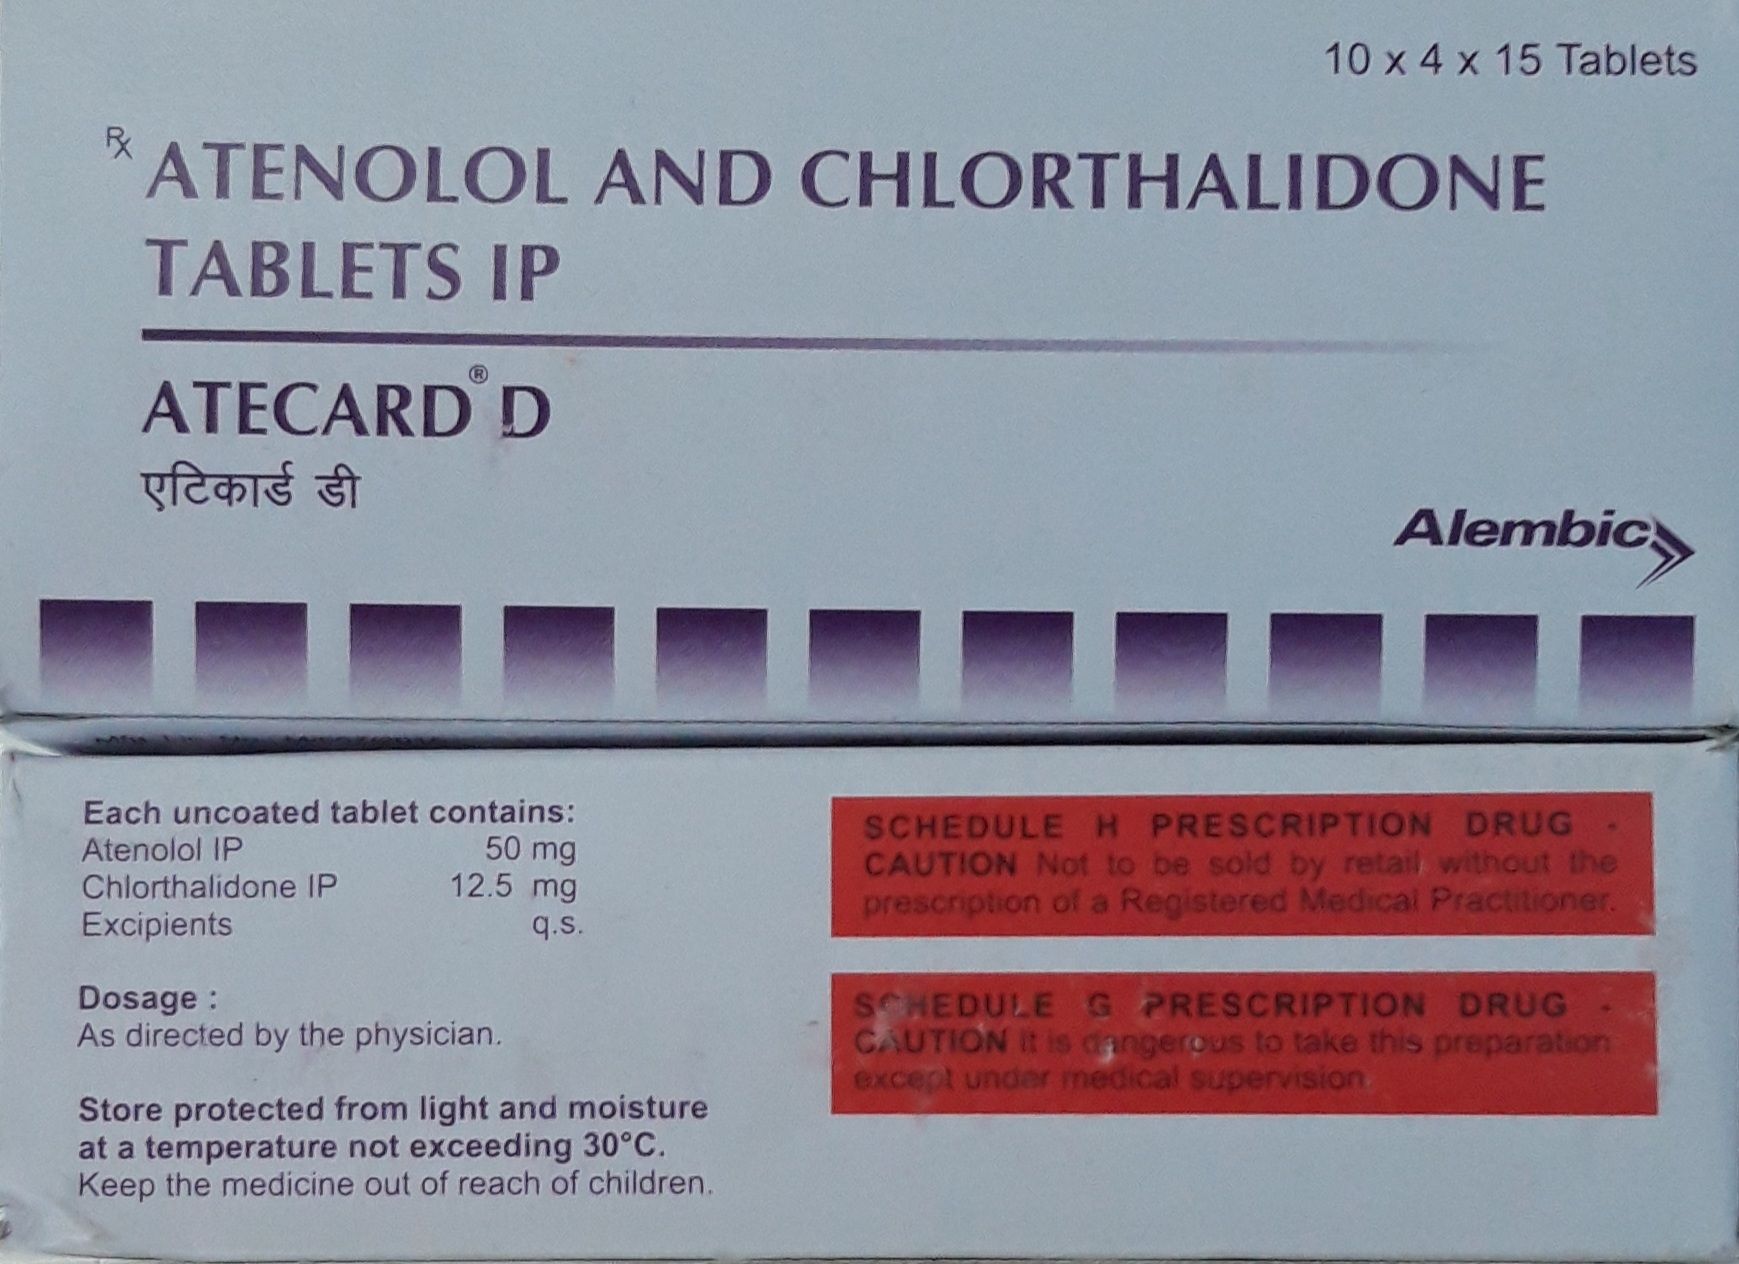 10 x 4 x 15 Tablets
Rx ATENOLOL AND CHLORTHALIDONE
TABLETS IP
ATECARD® D
एटिकार्ड डी
Alembic
Each uncoated tablet contains:
Atenolol IP 50 mg
Chlorthalidone IP 12.5 mg
Excipients q.s.
Dosage :
As directed by the physician.
Store protected from light and moisture
at a temperature not exceeding 30°C.
Keep the medicine out of reach of children.
SCHEDULE H PRESCRIPTION DRUG -
CAUTION Not to be sold by retail without the
prescription of a Registered Medical Practitioner.
SCHEDULE G PRESCRIPTION DRUG -
CAUTION It is dangerous to take this preparation
except under medical supervision.